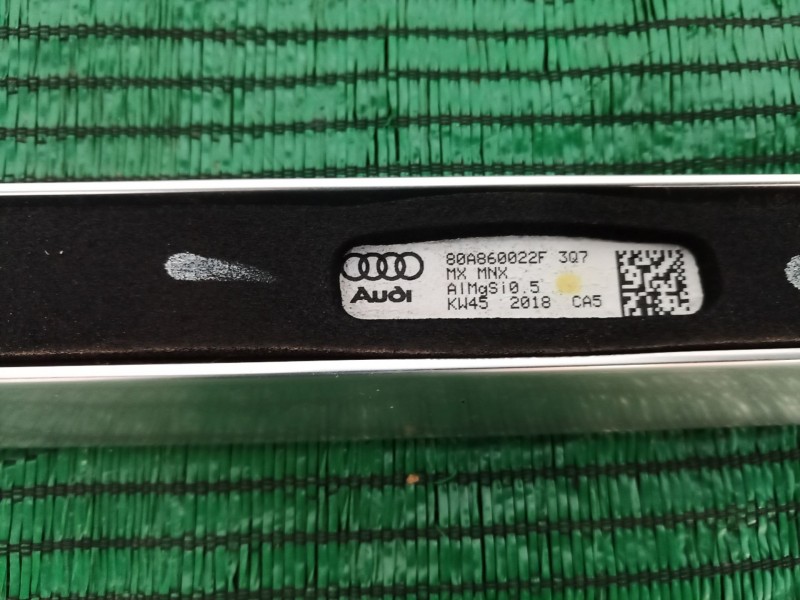 80A860022F 3Q7
MX MNX
AlMgSi0.5
KW45 2018 CA5
Audi